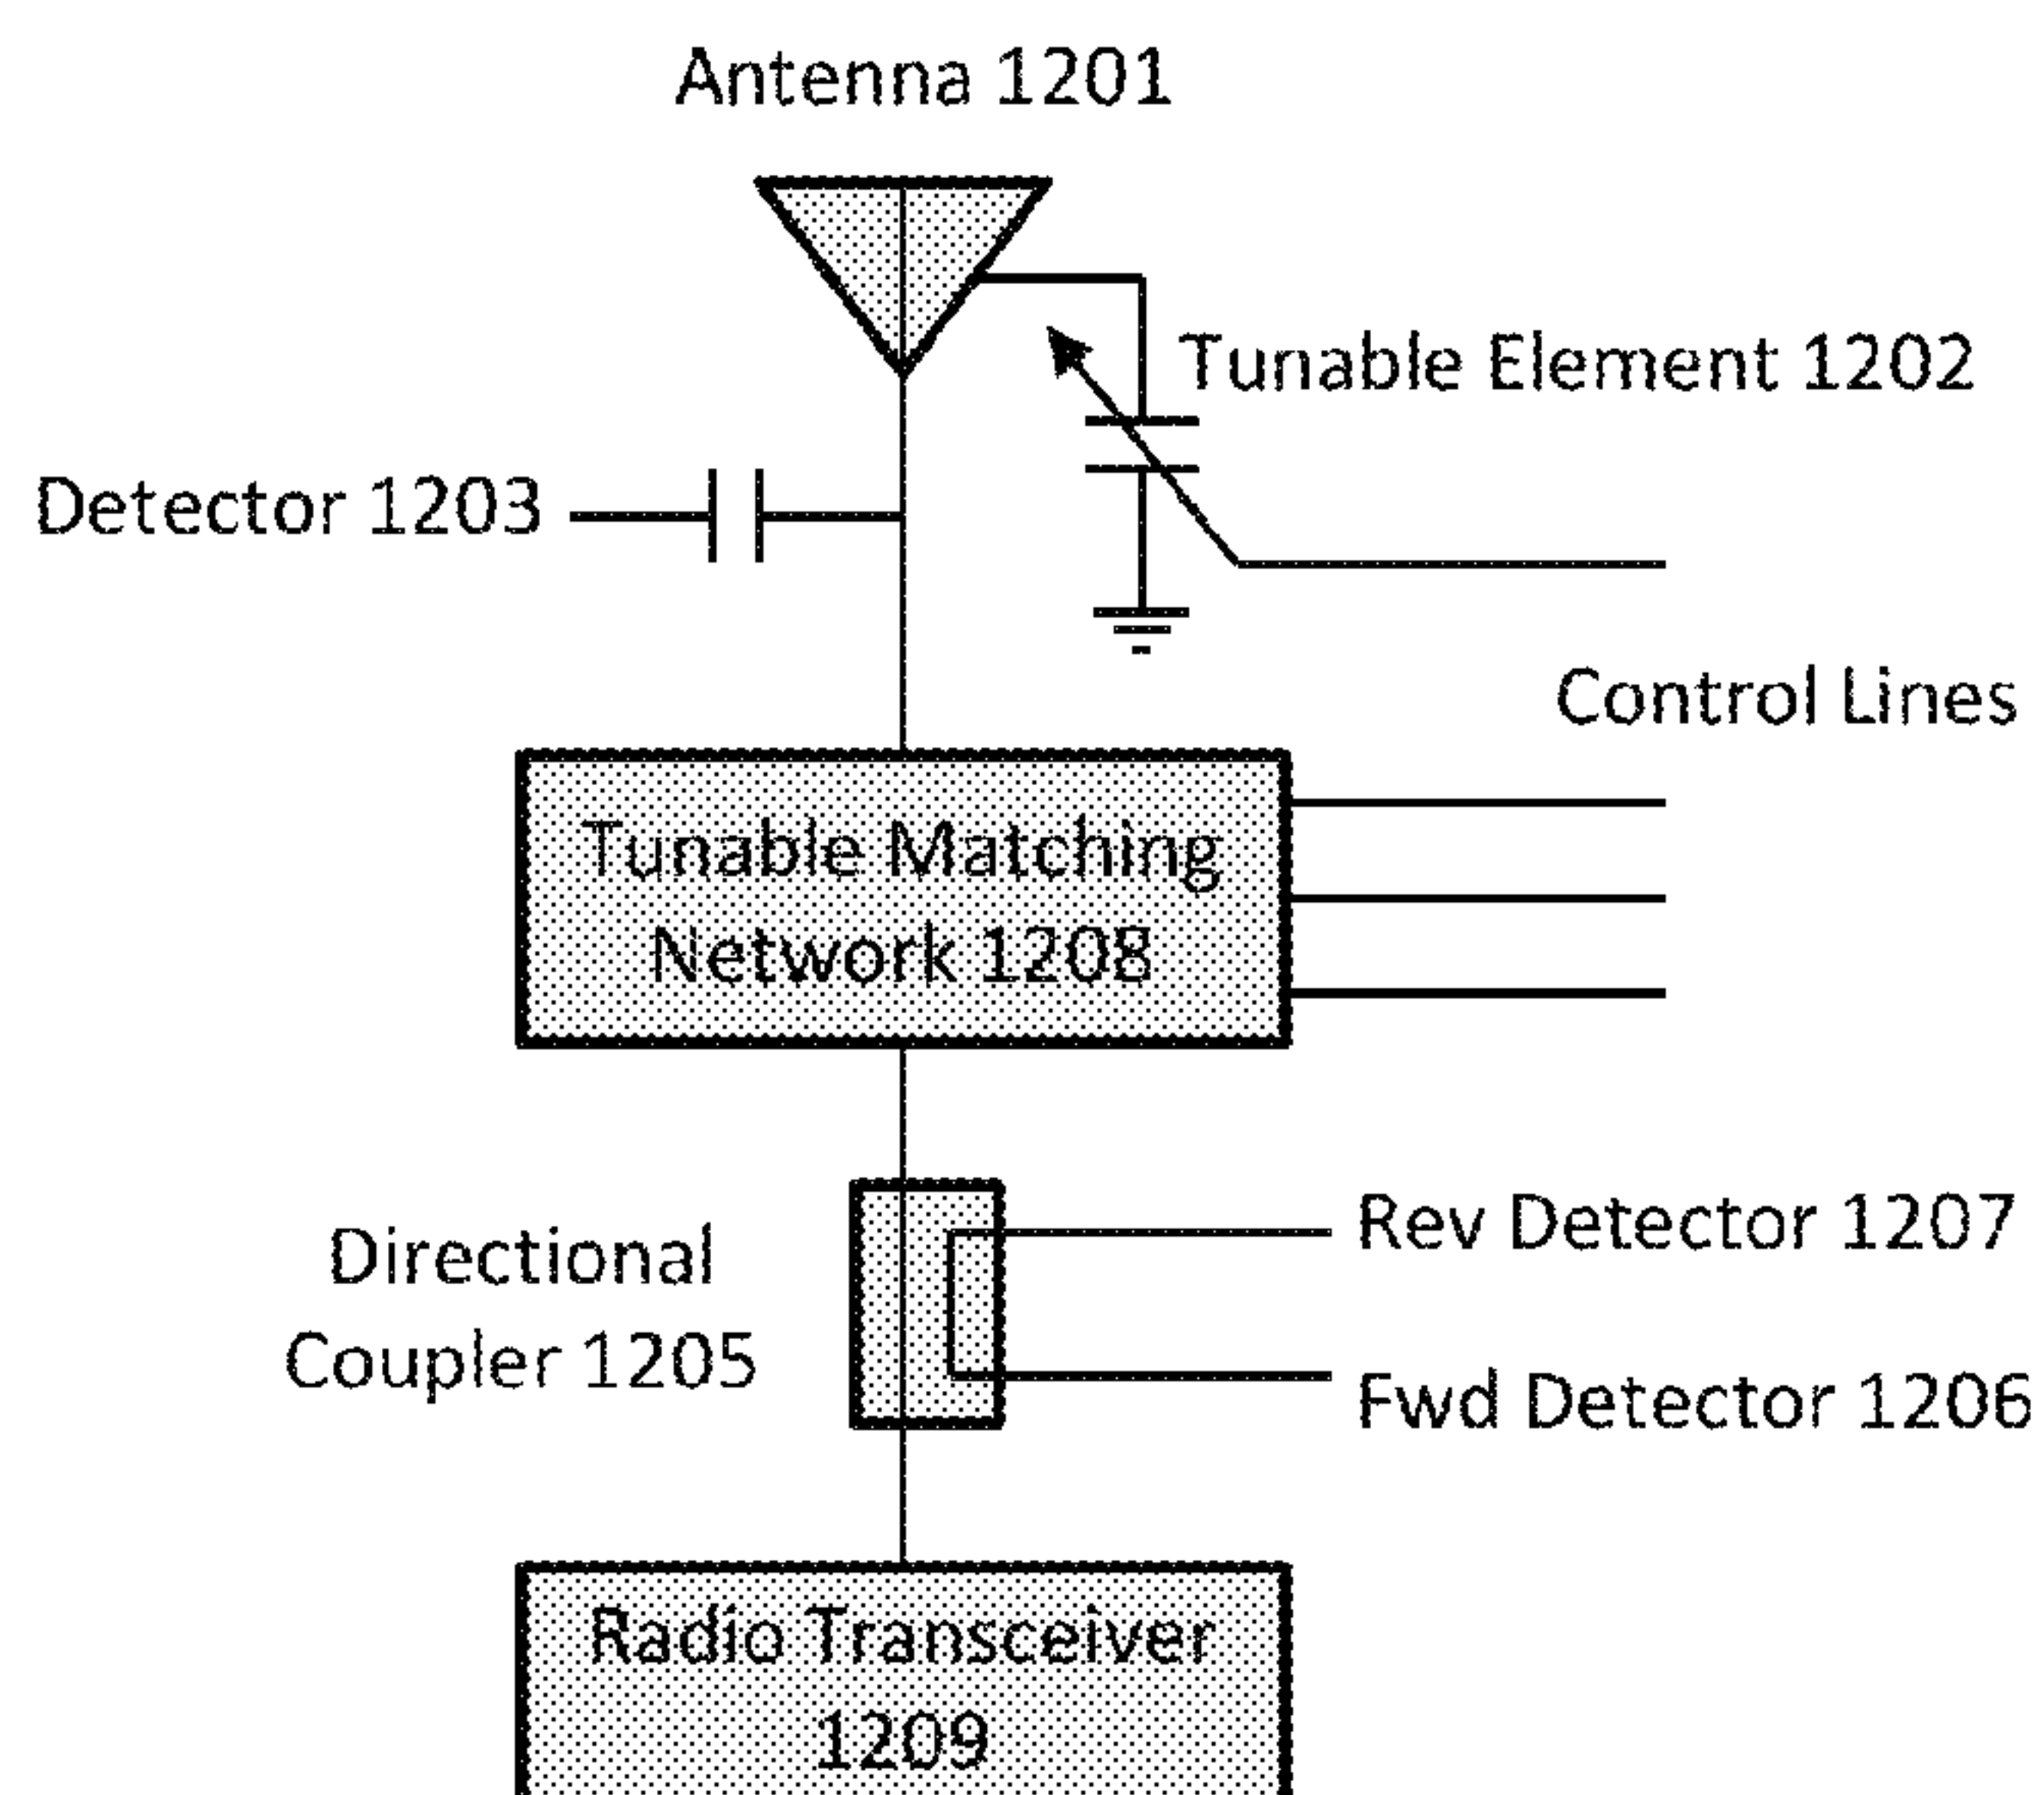 Antenna 1201
Tunable Element 1202
Detector 1203
Control Lines
Tunable Matching
Network 1208
Rev Detector 1207
Directional
Coupler 1205
Fwd Detector 1206
Radio Transceiver
1209